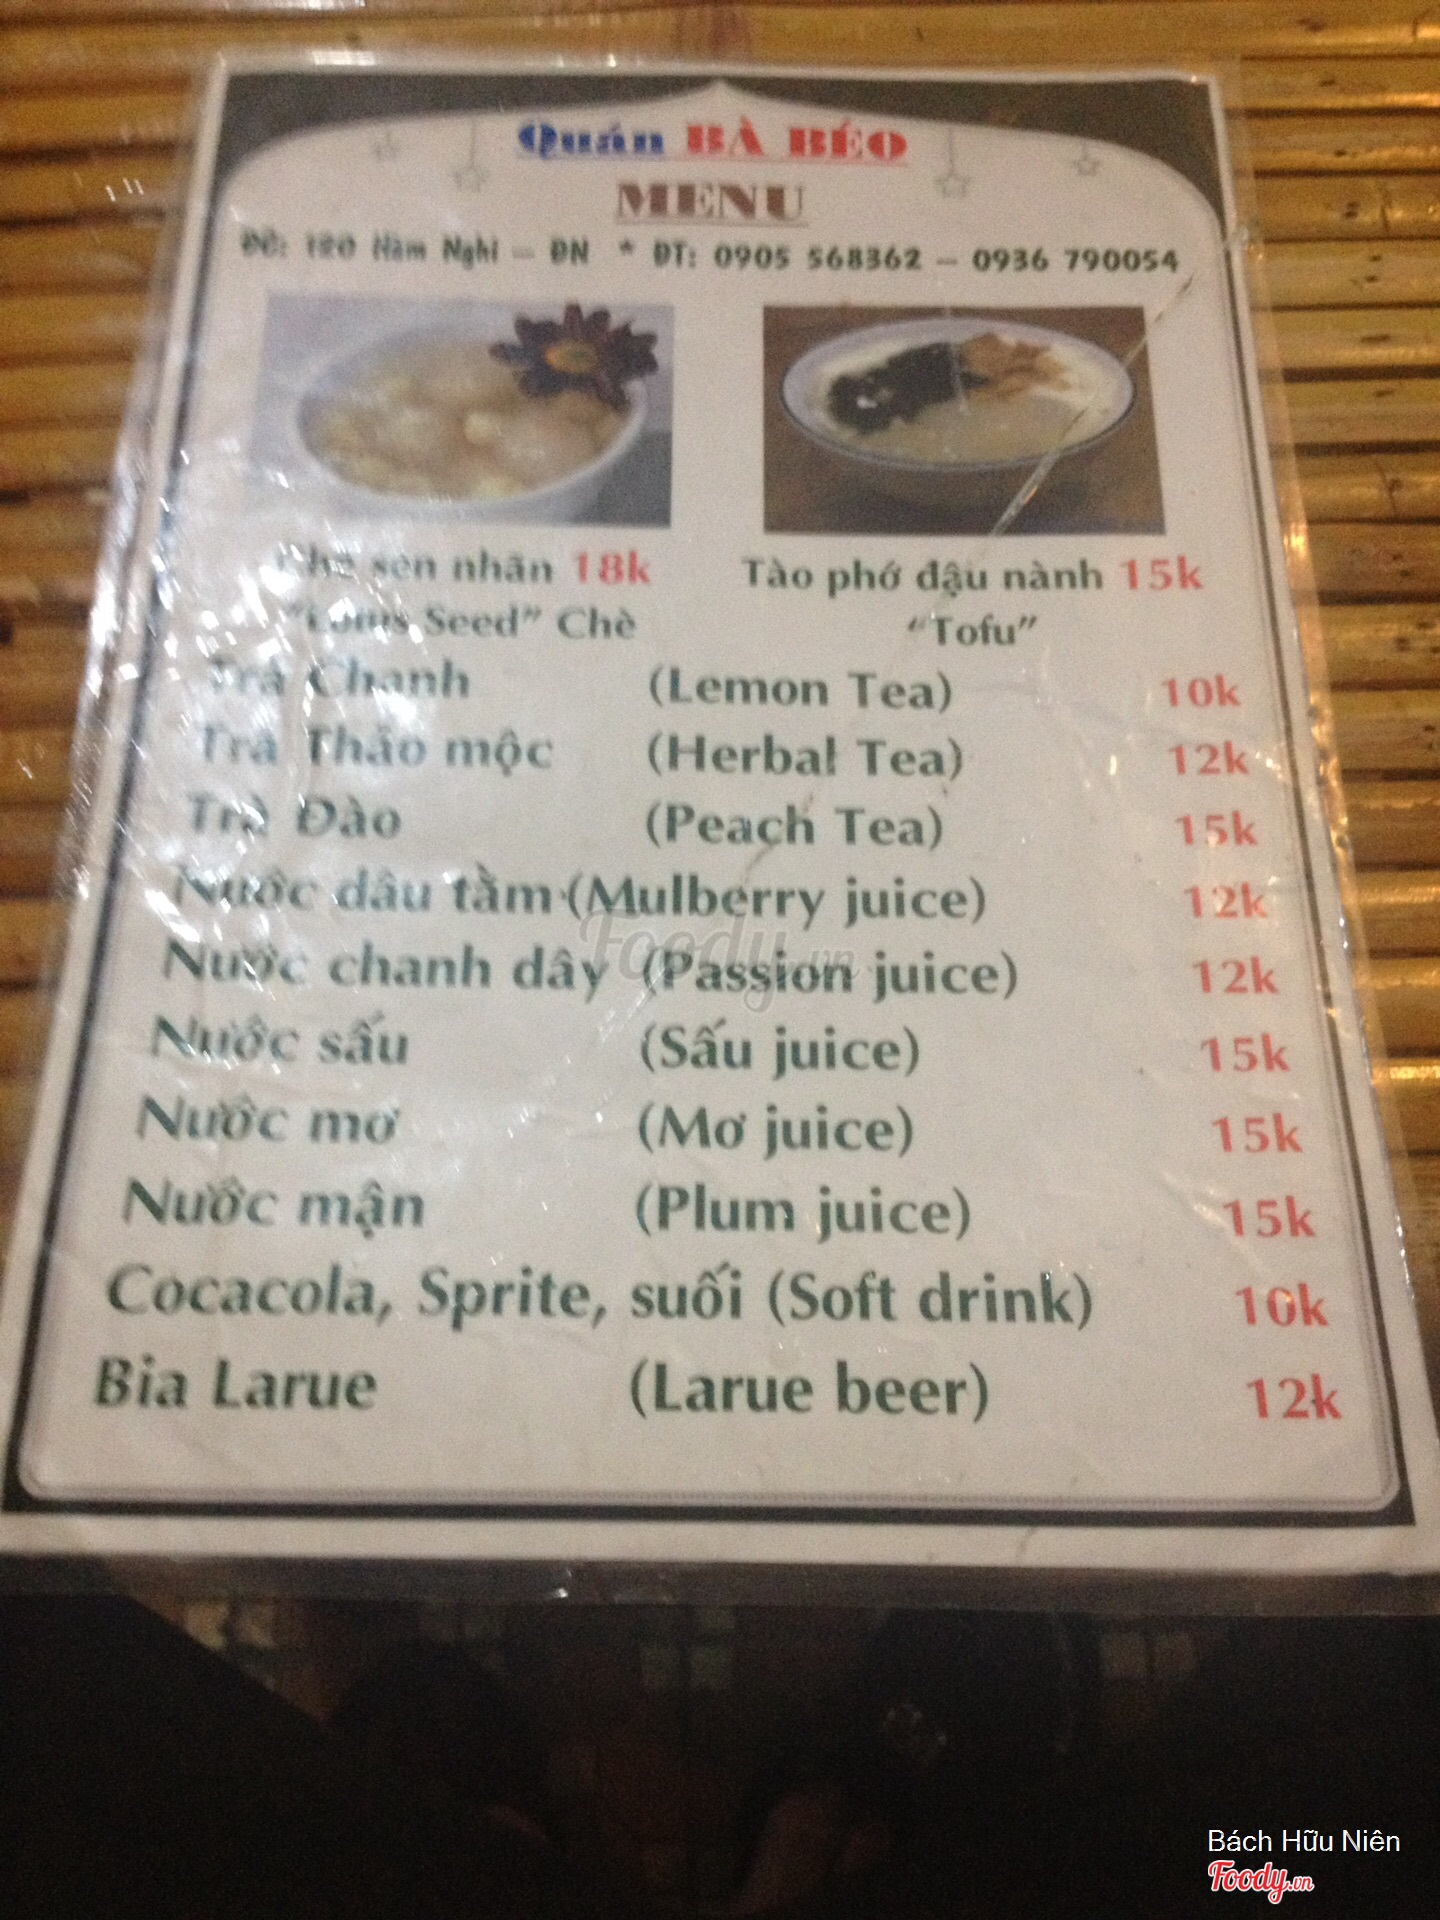 Quán BÀ BÉO
MENU
ĐC: 120 Hàm Nghi – ĐN * ĐT: 0905 568362 – 0936 790054
Chè sen nhãn 18k
"Lotus Seed" Chè
Tào phớ đậu nành 15k
"Tofu"
Trà Chanh (Lemon Tea) 10k
Trà Thảo mộc (Herbal Tea) 12k
Trà Đào (Peach Tea) 15k
Nước dâu tằm (Mulberry juice) 12k
Nước chanh dây (Passion juice) 12k
Nước sấu (Sấu juice) 15k
Nước mơ (Mơ juice) 15k
Nước mận (Plum juice) 15k
Cocacola, Sprite, suối (Soft drink) 10k
Bia Larue (Larue beer) 12k
Foody.vn
Bách Hữu Niên
Foody.vn